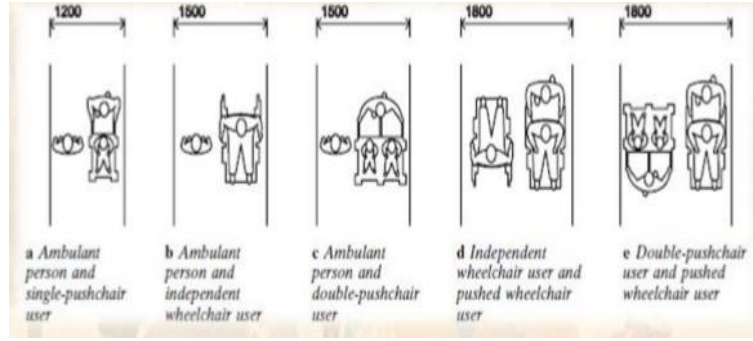 1200
1500
1500
1800
1800
a Ambulant
person and
single-pushchair
user
b Ambulant
person and
independent
wheelchair user
c Ambulant
person and
double-pushchair
user
d Independent
wheelchair user and
pushed wheelchair
user
e Double-pushchair
user and pushed
wheelchair user